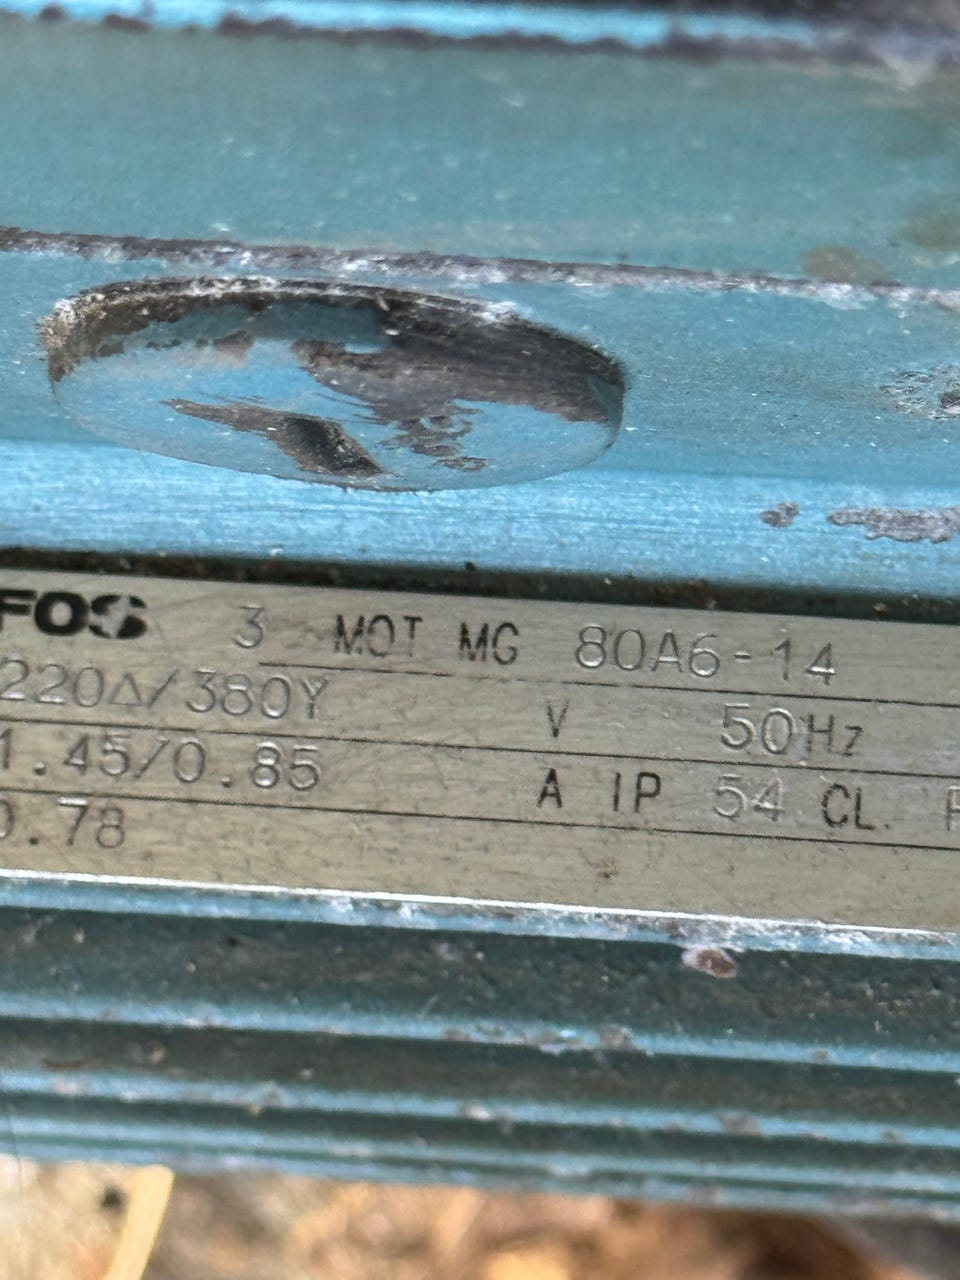 FOS 3 MOT MG 80A6-14
220Δ/380Y V 50Hz
1.45/0.85 A IP 54 CL.
0.78